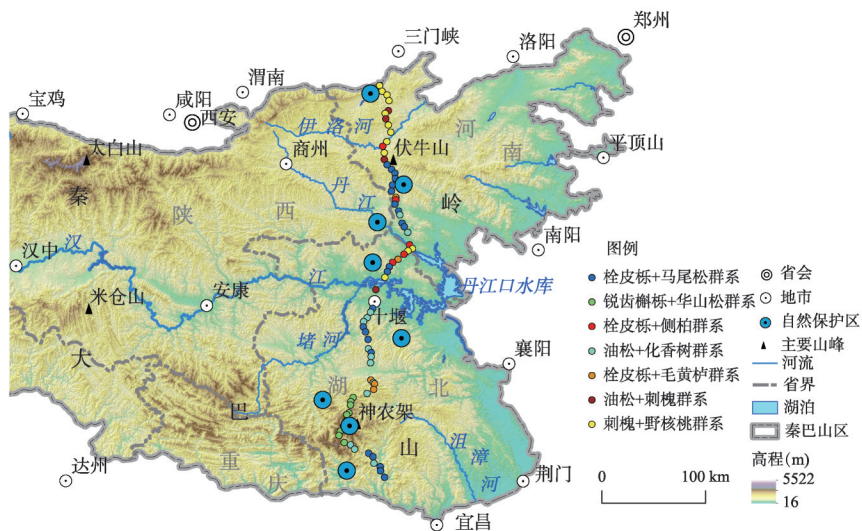 郑州
三门峡
洛阳
渭南
宝鸡
咸阳
西安
伊洛河
河
南
平顶山
太白山
商州
伏牛山
秦
丹
江
陕
西
岭
汉中
汉
南阳
安康
江
丹江口水库
米仓山
十堰
堵河
大
襄阳
湖
北
巴
神农架
山
沮
漳
河
达州
重
庆
荆门
宜昌
图例
栓皮栎+马尾松群系
锐齿槲栎+华山松群系
栓皮栎+侧柏群系
油松+化香树群系
栓皮栎+毛黄栌群系
油松+刺槐群系
刺槐+野核桃群系
0 100 km
省会
地市
自然保护区
主要山峰
河流
省界
湖泊
秦巴山区
高程(m)
5522
16